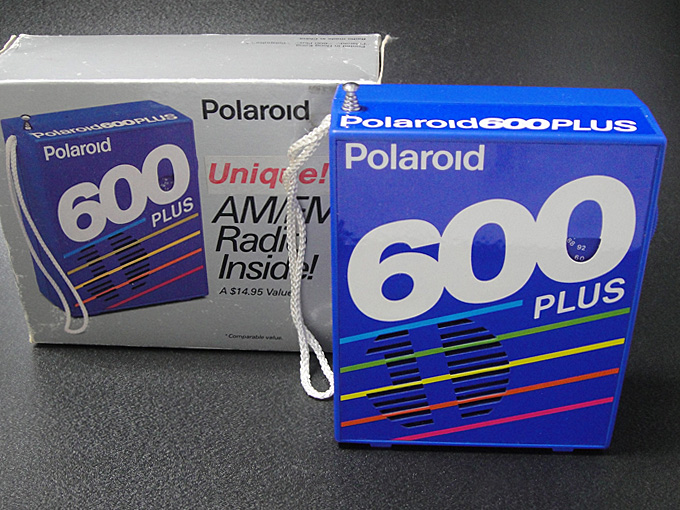 Polaroid
Unique!
AM/FM
Radio
Inside!
A $14.95 Value
*Comparable value.
Polaroid600PLUS
Polaroid
600
PLUS
Polaroid600PLUS
Polaroid
600
PLUS
88 92
60